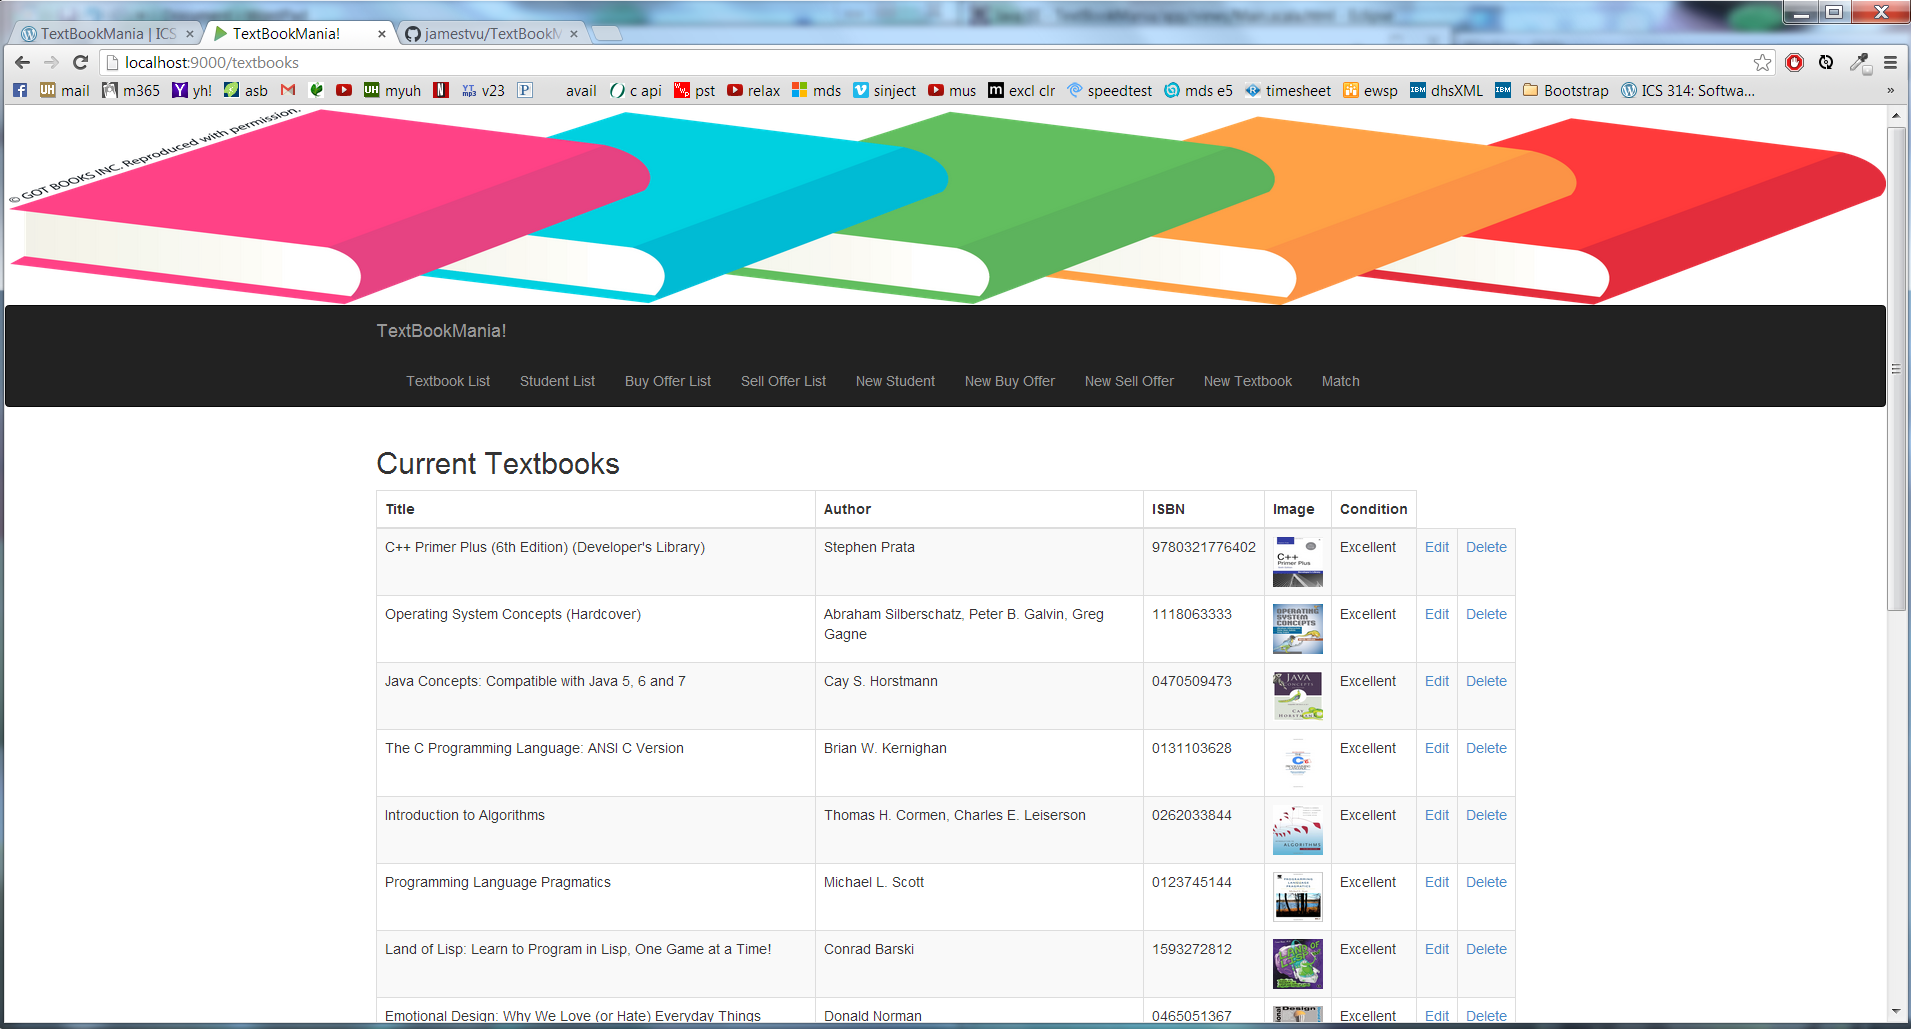 TextBookMania | ICS
TextBookMania!
jamestvu/TextBookM
localhost:9000/textbooks
mail m365 yh! asb myuh v23 avail c api pst relax mds sinject mus excl clr speedtest mds e5 timesheet ewsp dhsXML Bootstrap ICS 314: Softwa... »
© GOT BOOKS INC. Reproduced with permission.
TextBookMania!
Textbook List Student List Buy Offer List Sell Offer List New Student New Buy Offer New Sell Offer New Textbook Match
Current Textbooks
Title Author ISBN Image Condition
C++ Primer Plus (6th Edition) (Developer's Library) Stephen Prata 9780321776402 C++ Primer Plus Excellent Edit Delete
Operating System Concepts (Hardcover) Abraham Silberschatz, Peter B. Galvin, Greg Gagne 1118063333 OPERATING SYSTEM CONCEPTS Excellent Edit Delete
Java Concepts: Compatible with Java 5, 6 and 7 Cay S. Horstmann 0470509473 JAVA CONCEPTS CAY Excellent Edit Delete
The C Programming Language: ANSI C Version Brian W. Kernighan 0131103628 Excellent Edit Delete
Introduction to Algorithms Thomas H. Cormen, Charles E. Leiserson 0262033844 ALGORITHMS Excellent Edit Delete
Programming Language Pragmatics Michael L. Scott 0123745144 Excellent Edit Delete
Land of Lisp: Learn to Program in Lisp, One Game at a Time! Conrad Barski 1593272812 LAND OF LISP Excellent Edit Delete
Emotional Design: Why We Love (or Hate) Everyday Things Donald Norman 0465051367 Design Excellent Edit Delete